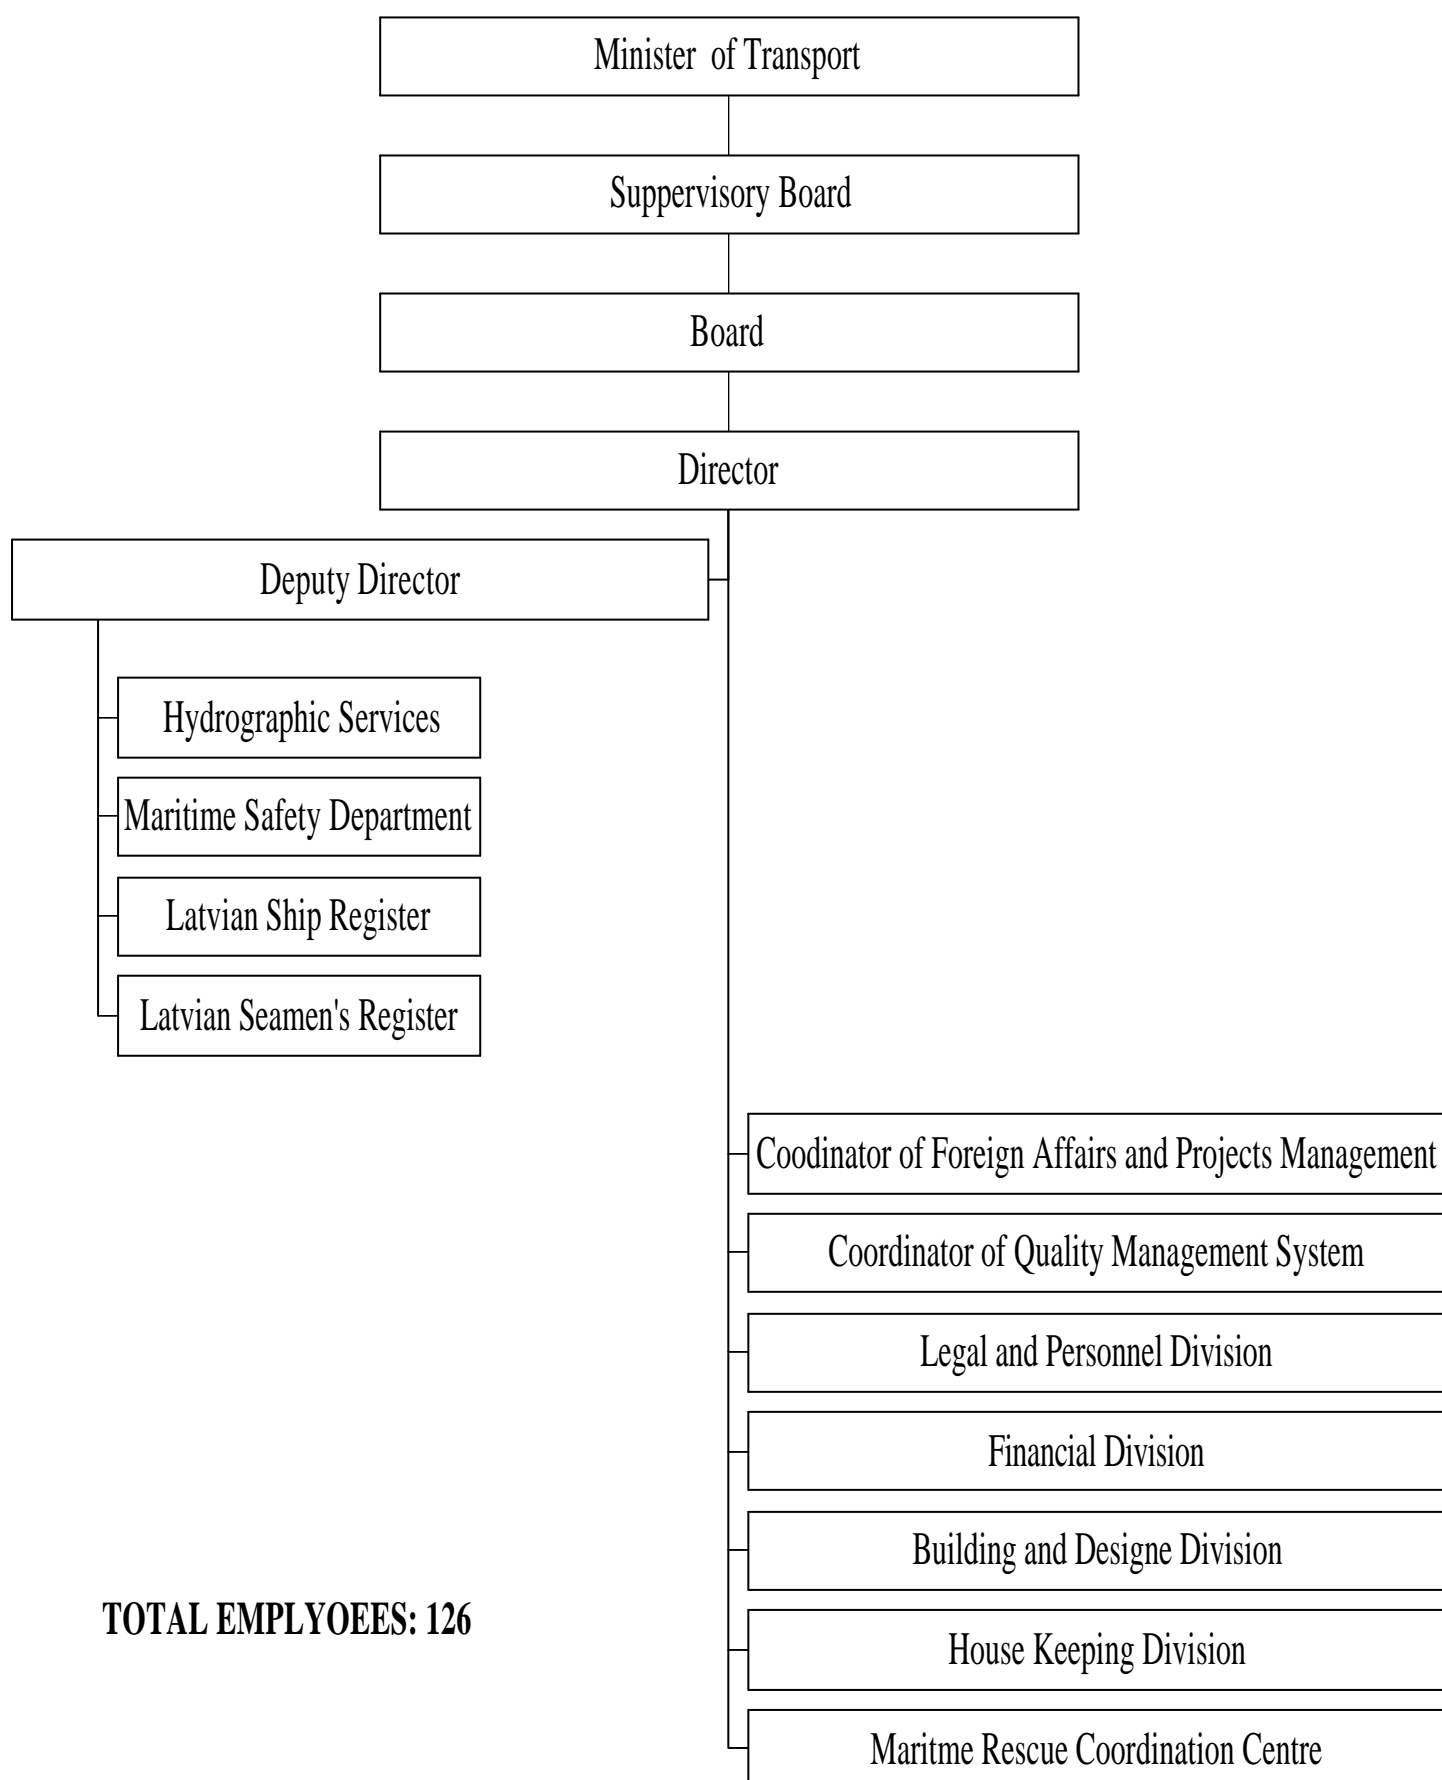 Minister of Transport
Suppervisory Board
Board
Director
Deputy Director
Hydrographic Services
Maritime Safety Department
Latvian Ship Register
Latvian Seamen's Register
Coodinator of Foreign Affairs and Projects Management
Coordinator of Quality Management System
Legal and Personnel Division
Financial Division
Building and Designe Division
House Keeping Division
Maritme Rescue Coordination Centre
TOTAL EMPLYOEES: 126